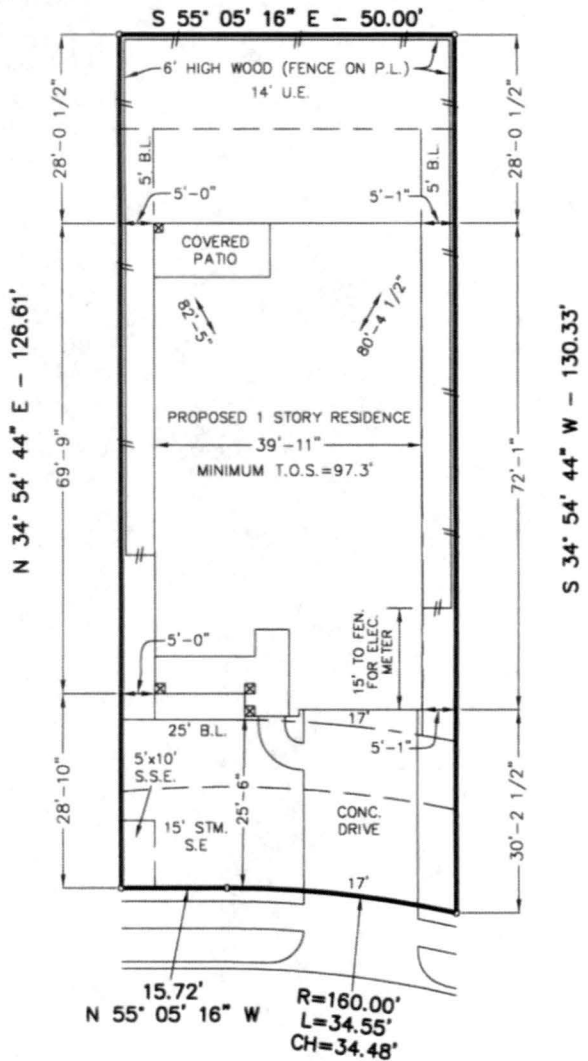 S 55° 05' 16" E - 50.00'
6' HIGH WOOD (FENCE ON P.L.)
14' U.E.
28'-0 1/2"
28'-0 1/2"
5' B.L.
5' B.L.
5'-0"
5'-1"
COVERED
PATIO
82'-5"
80'-4 1/2"
N 34° 54' 44" E - 126.61'
S 34° 54' 44" W - 130.33'
PROPOSED 1 STORY RESIDENCE
39'-11"
MINIMUM T.O.S.=97.3'
69'-9"
72'-1"
15' TO FEN.
FOR ELEC.
METER
5'-0"
17'
5'-1"
25' B.L.
5'x10'
S.S.E.
28'-10"
25'-6"
15' STM.
S.E
CONC.
DRIVE
30'-2 1/2"
17'
15.72'
N 55° 05' 16" W
R=160.00'
L=34.55'
CH=34.48'